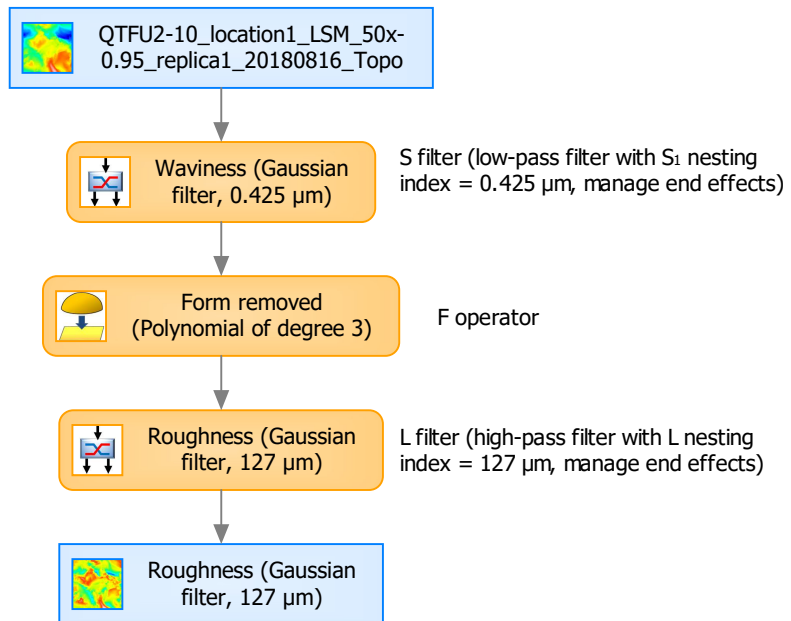 QTFU2-10_location1_LSM_50x-
0.95_replica1_20180816_Topo
Waviness (Gaussian
filter, 0.425 µm)
S filter (low-pass filter with S₁ nesting
index = 0.425 µm, manage end effects)
Form removed
(Polynomial of degree 3)
F operator
Roughness (Gaussian
filter, 127 µm)
L filter (high-pass filter with L nesting
index = 127 µm, manage end effects)
Roughness (Gaussian
filter, 127 µm)